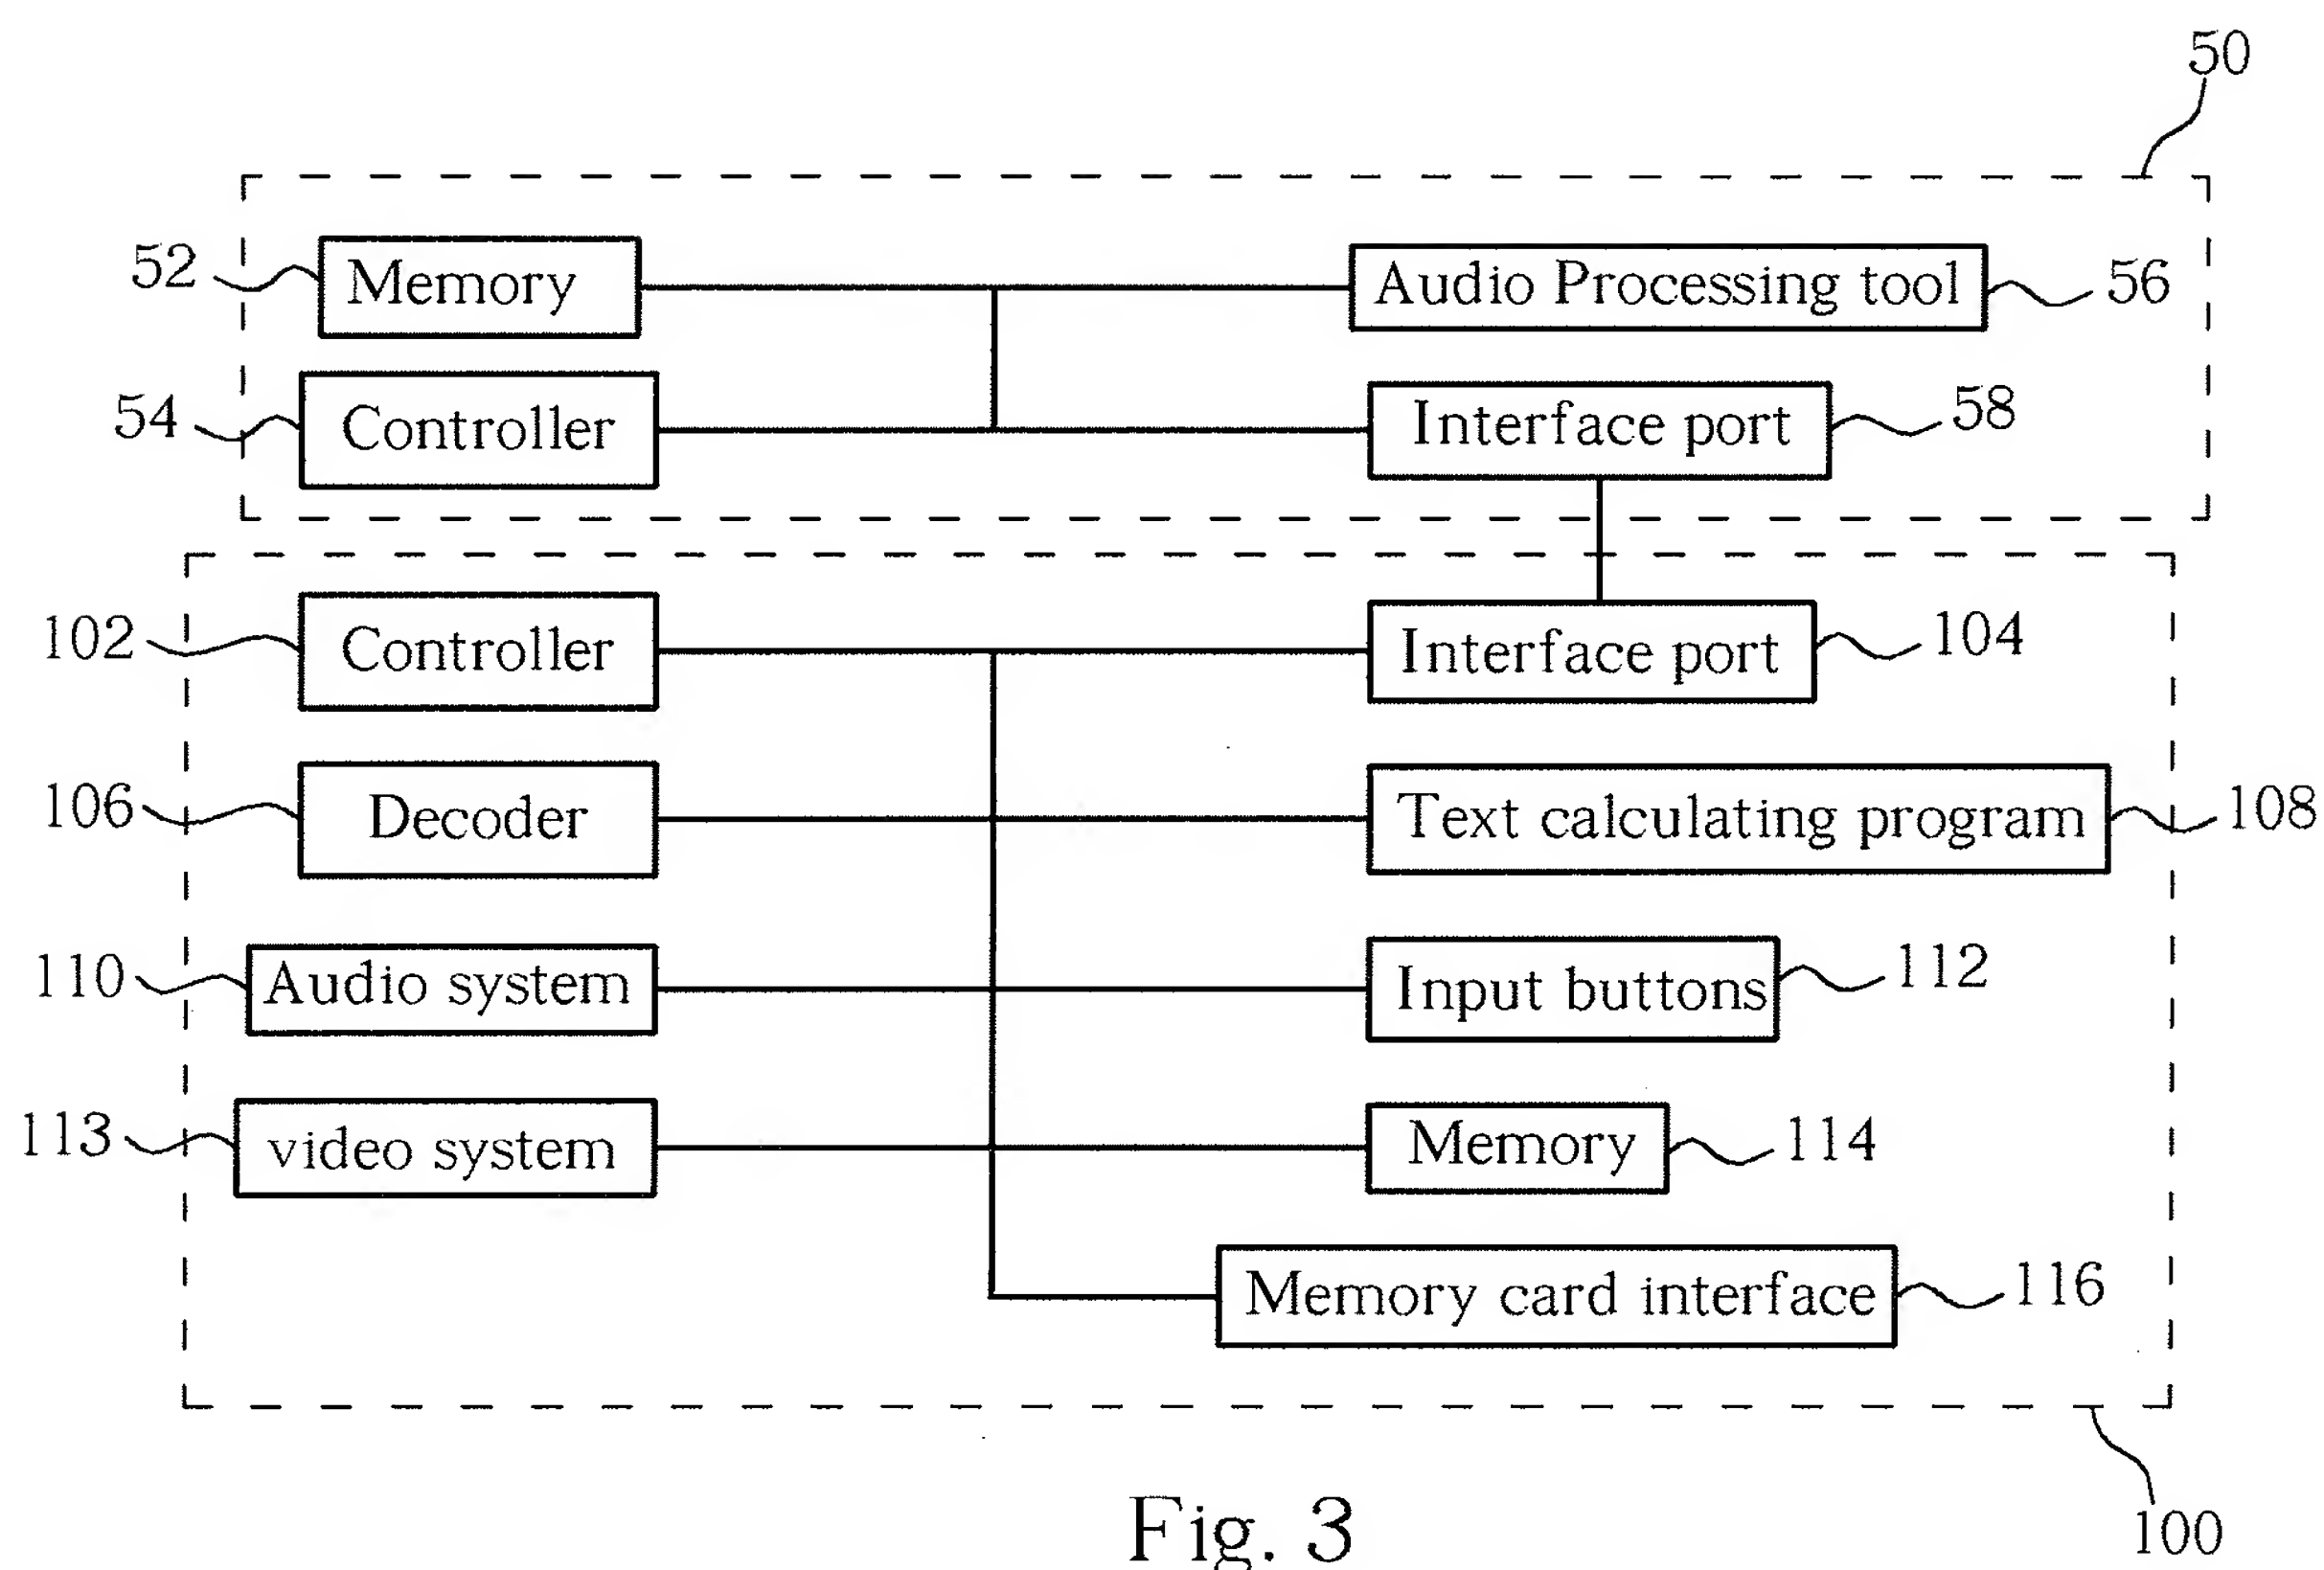 50
52 Memory Audio Processing tool 56
54 Controller Interface port 58
102 Controller Interface port 104
106 Decoder Text calculating program 108
110 Audio system Input buttons 112
113 video system Memory 114
Memory card interface 116
100
Fig. 3